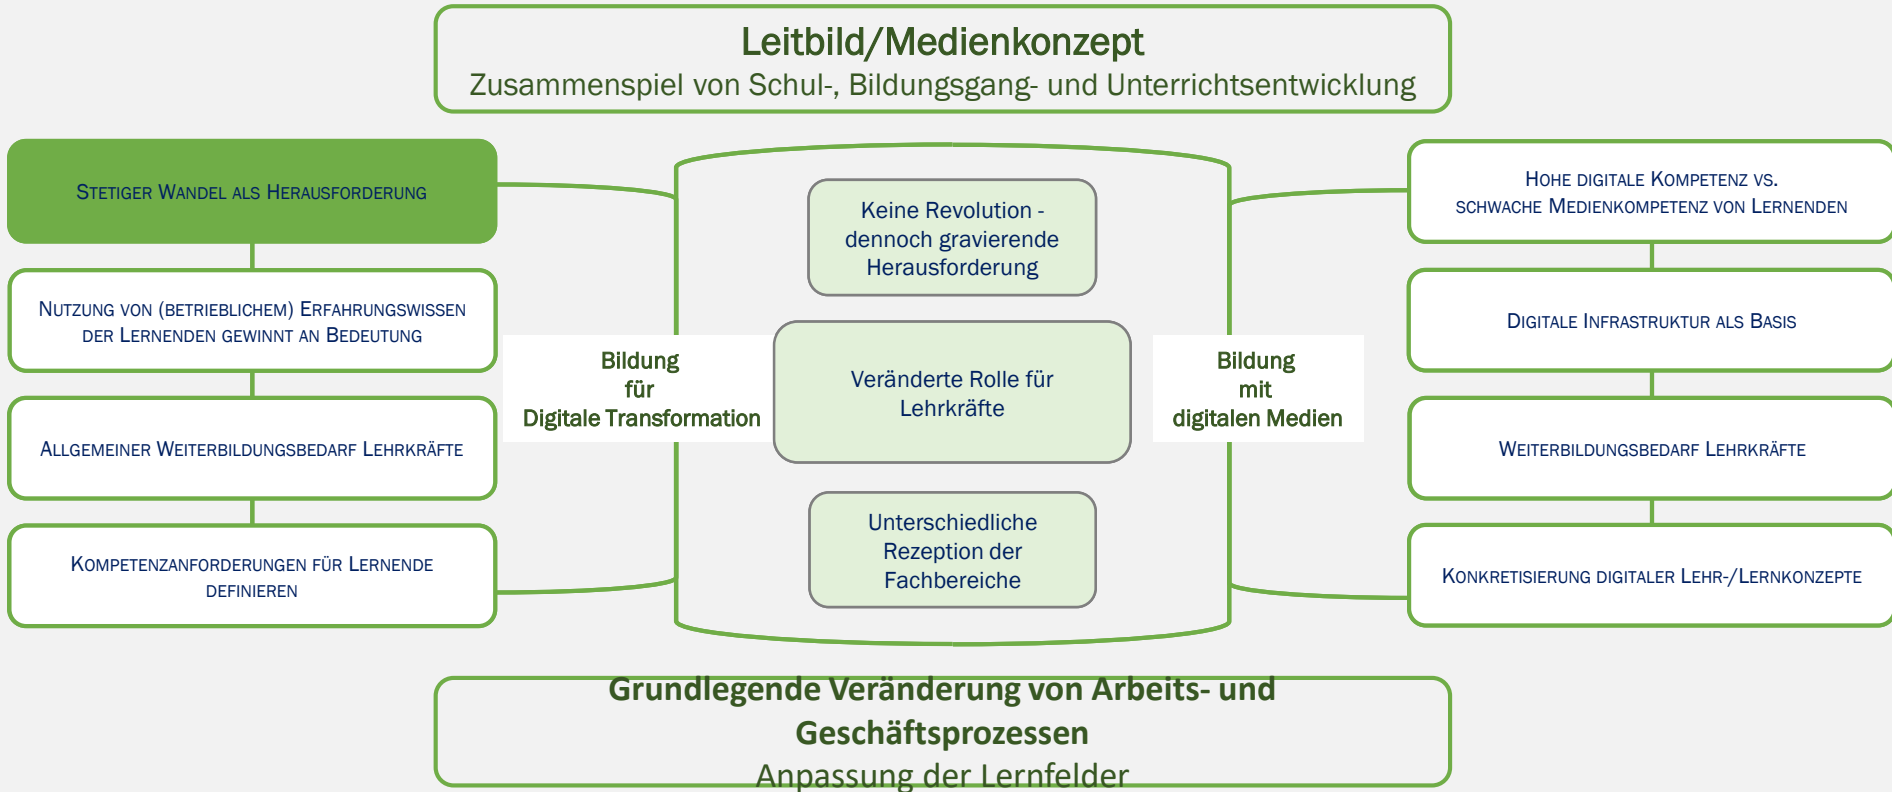 Leitbild/Medienkonzept
Zusammenspiel von Schul-, Bildungsgang- und Unterrichtsentwicklung
STETIGER WANDEL ALS HERAUSFORDERUNG
NUTZUNG VON (BETRIEBLICHEM) ERFAHRUNGSWISSEN
DER LERNENDEN GEWINNT AN BEDEUTUNG
ALLGEMEINER WEITERBILDUNGSBEDARF LEHRKRÄFTE
KOMPETENZANFORDERUNGEN FÜR LERNENDE
DEFINIEREN
Bildung
für
Digitale Transformation
Keine Revolution -
dennoch gravierende
Herausforderung
Veränderte Rolle für
Lehrkräfte
Unterschiedliche
Rezeption der
Fachbereiche
Bildung
mit
digitalen Medien
HOHE DIGITALE KOMPETENZ VS.
SCHWACHE MEDIENKOMPETENZ VON LERNENDEN
DIGITALE INFRASTRUKTUR ALS BASIS
WEITERBILDUNGSBEDARF LEHRKRÄFTE
KONKRETISIERUNG DIGITALER LEHR-/LERNKONZEPTE
Grundlegende Veränderung von Arbeits- und
Geschäftsprozessen
Anpassung der Lernfelder